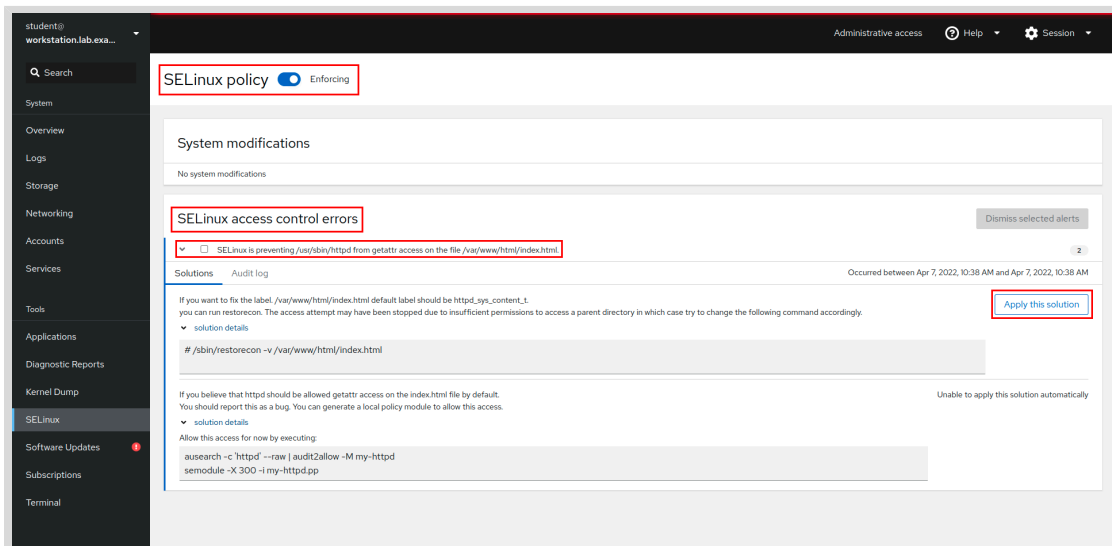 student@
workstation.lab.exa...
Administrative access
Help
Session
Search
SELinux policy
Enforcing
System
Overview
Logs
Storage
Networking
Accounts
Services
Tools
Applications
Diagnostic Reports
Kernel Dump
SELinux
Software Updates
Subscriptions
Terminal
System modifications
No system modifications
SELinux access control errors
Dismiss selected alerts
SELinux is preventing /usr/sbin/httpd from getattr access on the file /var/www/html/index.html.
2
Solutions
Audit log
Occurred between Apr 7, 2022, 10:38 AM and Apr 7, 2022, 10:38 AM
If you want to fix the label. /var/www/html/index.html default label should be httpd_sys_content_t.
you can run restorecon. The access attempt may have been stopped due to insufficient permissions to access a parent directory in which case try to change the following command accordingly.
Apply this solution
solution details
# /sbin/restorecon -v /var/www/html/index.html
If you believe that httpd should be allowed getattr access on the index.html file by default.
Unable to apply this solution automatically
You should report this as a bug. You can generate a local policy module to allow this access.
solution details
Allow this access for now by executing:
ausearch -c 'httpd' --raw | audit2allow -M my-httpd
semodule -X 300 -i my-httpd.pp